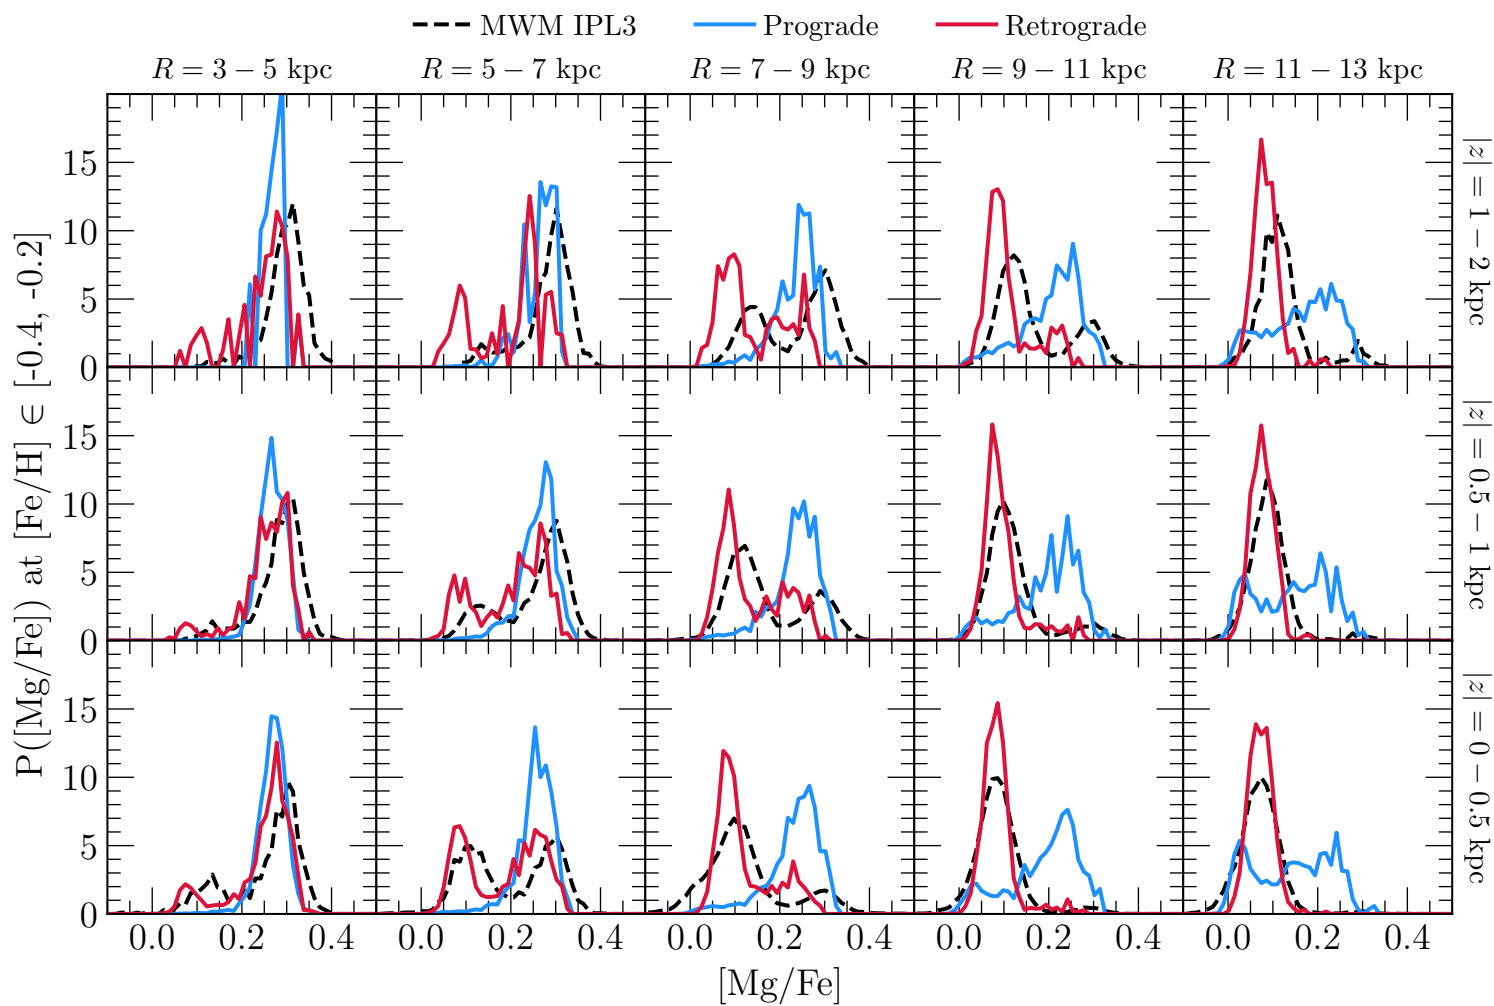 MWM IPL3 Prograde Retrograde
R = 3 − 5 kpc R = 5 − 7 kpc R = 7 − 9 kpc R = 9 − 11 kpc R = 11 − 13 kpc
P([Mg/Fe]) at [Fe/H] ∈ [-0.4, -0.2]
15
10
5
0
|z| = 1 − 2 kpc
15
10
5
0
|z| = 0.5 − 1 kpc
15
10
5
0
|z| = 0 − 0.5 kpc
0.0 0.2 0.4 0.0 0.2 0.4 0.0 0.2 0.4 0.0 0.2 0.4 0.0 0.2 0.4
[Mg/Fe]